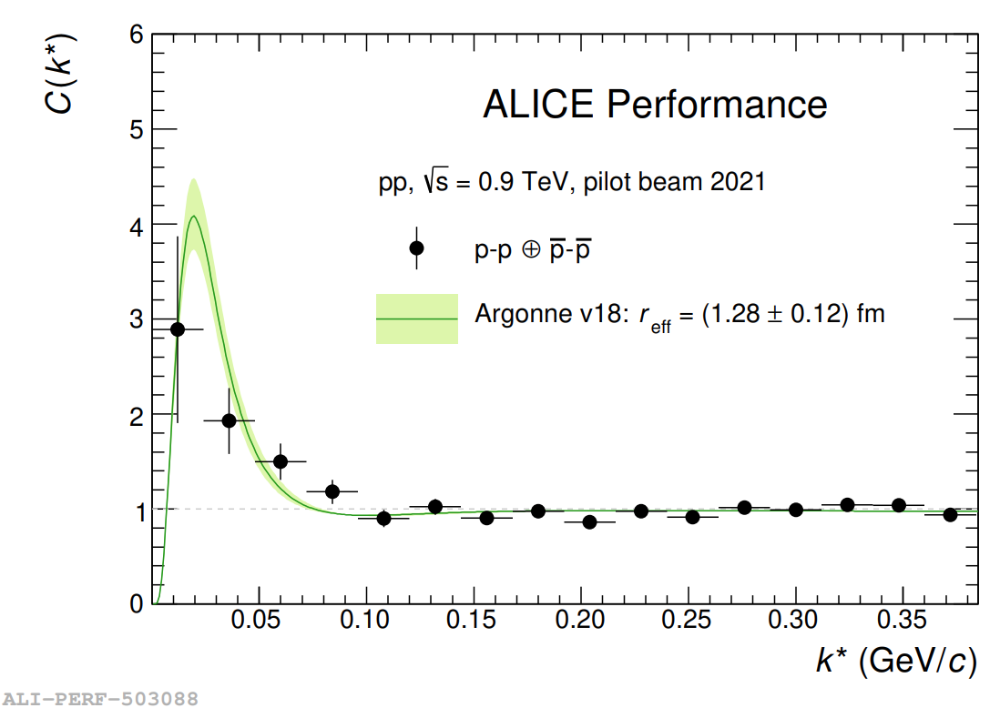 C(k*)
6
5
4
3
2
1
0
ALICE Performance
pp, √s = 0.9 TeV, pilot beam 2021
p-p ⊕ p̅-p̅
Argonne v18: r_eff = (1.28 ± 0.12) fm
0.05 0.10 0.15 0.20 0.25 0.30 0.35
k* (GeV/c)
ALI-PERF-503088